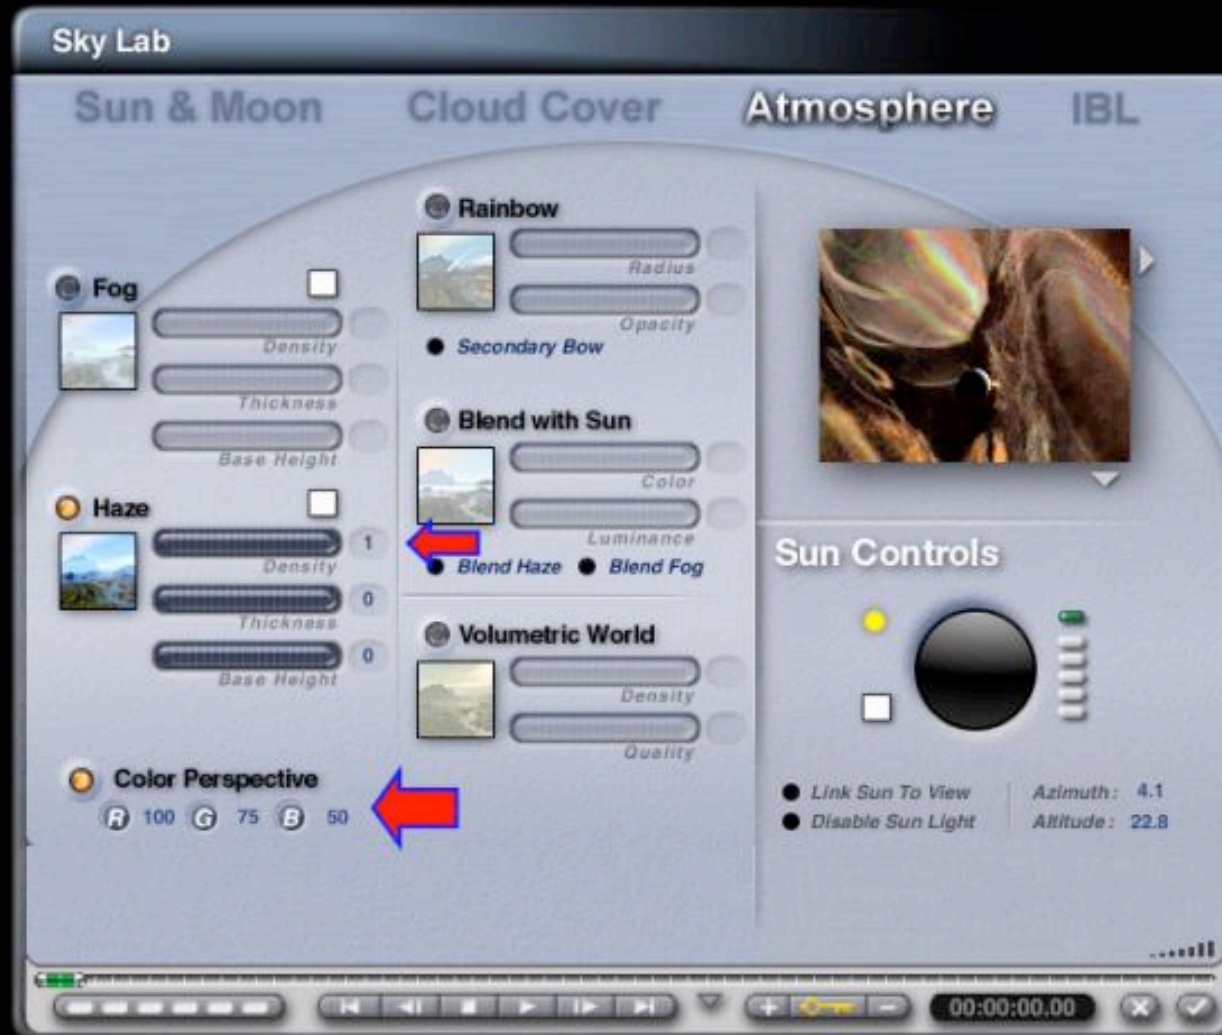 Sky Lab
Sun & Moon Cloud Cover Atmosphere IBL
Fog
Density
Thickness
Base Height
Haze
1
Density
0
Thickness
0
Base Height
Color Perspective
R 100 G 75 B 50
Rainbow
Radius
Opacity
Secondary Bow
Blend with Sun
Color
Luminance
Blend Haze Blend Fog
Volumetric World
Density
Quality
Sun Controls
Link Sun To View Azimuth: 4.1
Disable Sun Light Altitude: 22.8
00:00:00.00